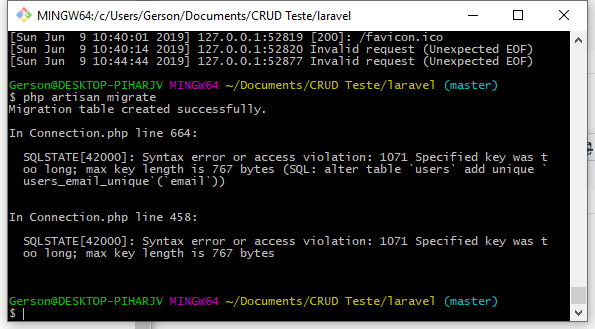 MINGW64:/c/Users/Gerson/Documents/CRUD Teste/laravel
[Sun Jun  9 10:40:01 2019] 127.0.0.1:52819 [200]: /favicon.ico
[Sun Jun  9 10:40:14 2019] 127.0.0.1:52820 Invalid request (Unexpected EOF)
[Sun Jun  9 10:44:44 2019] 127.0.0.1:52877 Invalid request (Unexpected EOF)
Gerson@DESKTOP-PIHARJV MINGW64 ~/Documents/CRUD Teste/laravel (master)
$ php artisan migrate
Migration table created successfully.
In Connection.php line 664:
SQLSTATE[42000]: Syntax error or access violation: 1071 Specified key was t
oo long; max key length is 767 bytes (SQL: alter table `users` add unique `
users_email_unique`(`email`))
In Connection.php line 458:
SQLSTATE[42000]: Syntax error or access violation: 1071 Specified key was t
oo long; max key length is 767 bytes
Gerson@DESKTOP-PIHARJV MINGW64 ~/Documents/CRUD Teste/laravel (master)
$